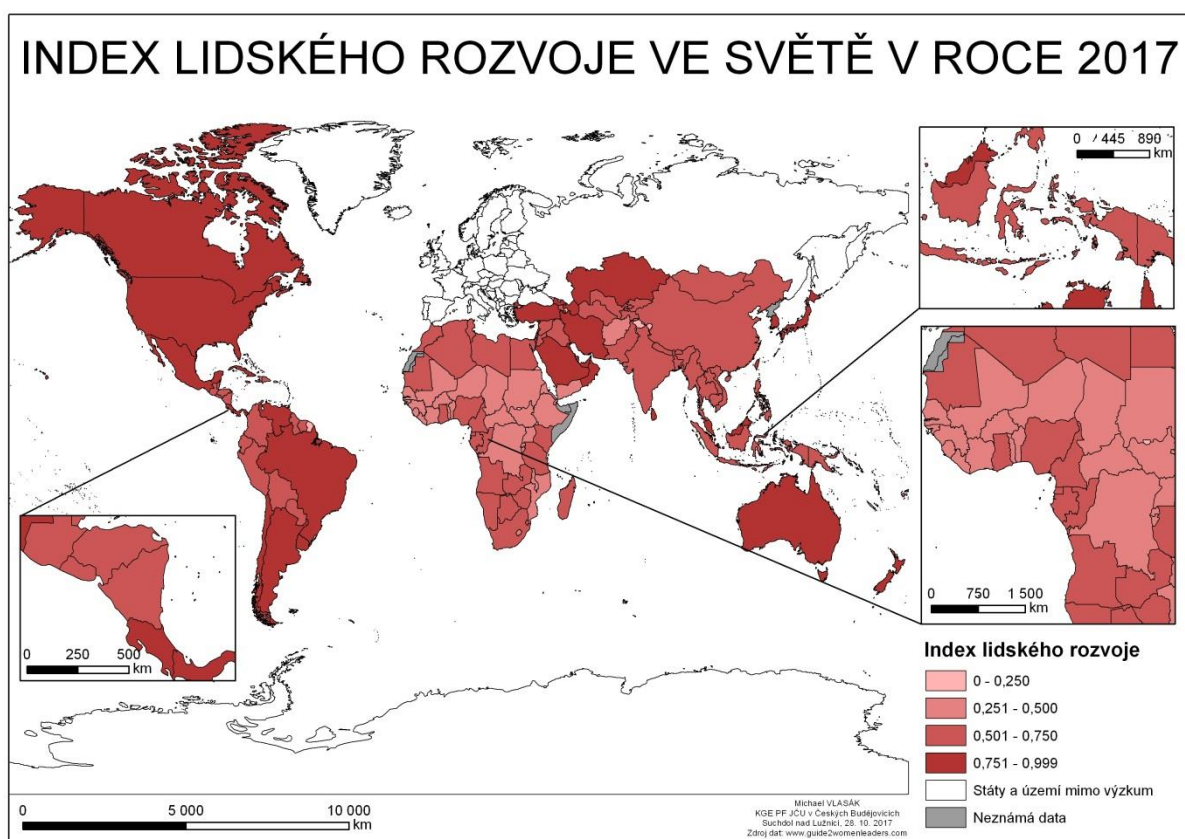 INDEX LIDSKÉHO ROZVOJE VE SVĚTĚ V ROCE 2017
0 445 890
km
0 750 1 500
km
0 250 500
km
Index lidského rozvoje
0 - 0,250
0,251 - 0,500
0,501 - 0,750
0,751 - 0,999
Státy a území mimo výzkum
Neznámá data
0 5 000 10 000
km
Michael VLASÁK
KGE PF JČU v Českých Budějovicích
Suchdol nad Lužnicí, 28. 10. 2017
Zdroj dat: www.guide2womenleaders.com